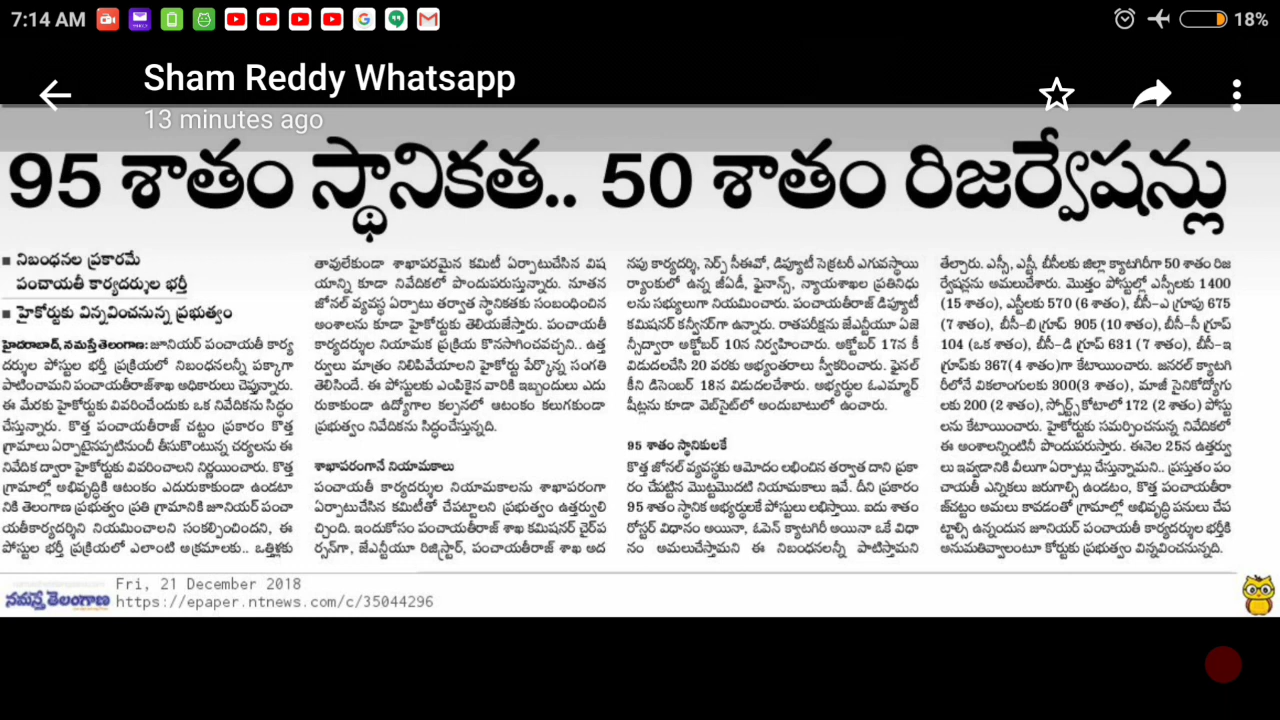 7:14 AM
18%
Sham Reddy Whatsapp
13 minutes ago
95 శాతం స్థానికత.. 50 శాతం రిజర్వేషన్లు
■ నిబంధనల ప్రకారమే
పంచాయతీ కార్యదర్శుల భర్తీ
■ హైకోర్టుకు విన్నవించనున్న ప్రభుత్వం
హైదరాబాద్, నమస్తే తెలంగాణ: జూనియర్ పంచాయతీ కార్య
దర్శుల పోస్టుల భర్తీ ప్రక్రియలో నిబంధనలన్నీ పక్కాగా
పాటించామని పంచాయతీరాజ్‌శాఖ అధికారులు చెప్తున్నారు.
ఈ మేరకు హైకోర్టుకు వివరించేందుకు ఒక నివేదికను సిద్ధం
చేస్తున్నారు. కొత్త పంచాయతీరాజ్ చట్టం ప్రకారం కొత్త
గ్రామాలు ఏర్పాటైనప్పటినుంచీ తీసుకొంటున్న చర్యలను ఈ
నివేదిక ద్వారా హైకోర్టుకు వివరించాలని నిర్ణయించారు. కొత్త
గ్రామాల్లో అభివృద్ధికి ఆటంకం ఎదురుకాకుండా ఉండటా
నికి తెలంగాణ ప్రభుత్వం ప్రతి గ్రామానికి జూనియర్ పంచా
యతీకార్యదర్శిని నియమించాలని సంకల్పించిందని, ఈ
పోస్టుల భర్తీ ప్రక్రియలో ఎలాంటి అక్రమాలకు.. ఒత్తిళ్లకు
తావులేకుండా శాఖాపరమైన కమిటీ ఏర్పాటుచేసిన విష
యాన్ని కూడా నివేదికలో పొందుపరుస్తున్నారు. నూతన
జోనల్ వ్యవస్థ ఏర్పాటు తర్వాత స్థానికతకు సంబంధించిన
అంశాలను కూడా హైకోర్టుకు తెలియజేస్తారు. పంచాయతీ
కార్యదర్శుల నియామక ప్రక్రియ కొనసాగించవచ్చని.. ఉత్త
ర్వులు మాత్రం నిలిపివేయాలని హైకోర్టు పేర్కొన్న సంగతి
తెలిసిందే. ఈ పోస్టులకు ఎంపికైన వారికి ఇబ్బందులు ఎదు
రుకాకుండా ఉద్యోగాల కల్పనలో ఆటంకం కలుగకుండా
ప్రభుత్వం నివేదికను సిద్ధంచేస్తున్నది.
శాఖాపరంగానే నియామకాలు
పంచాయతీ కార్యదర్శుల నియామకాలను శాఖాపరంగా
ఏర్పాటుచేసిన కమిటీతో చేపట్టాలని ప్రభుత్వం ఉత్తర్వులి
చ్చింది. ఇందుకోసం పంచాయతీరాజ్ శాఖ కమిషనర్ చైర్‌ప
ర్సన్‌గా, జేఎన్టీయూ రిజిస్ట్రార్, పంచాయతీరాజ్ శాఖ అద
నపు కార్యదర్శి, సెర్ప్ సీఈవో, డిప్యూటీ సెక్రటరీ ఎగువస్థాయి
ర్యాంకులో ఉన్న జీఏడీ, ఫైనాన్స్, న్యాయశాఖల ప్రతినిధు
లను సభ్యులుగా నియమించారు. పంచాయతీరాజ్ డిప్యూటీ
కమిషనర్ కన్వీనర్‌గా ఉన్నారు. రాతపరీక్షను జేఎన్టీయూ ఏజె
న్సీద్వారా అక్టోబర్ 10న నిర్వహించారు. అక్టోబర్ 17న కీ
విడుదలచేసి 20 వరకు అభ్యంతరాలు స్వీకరించారు. ఫైనల్
కీని డిసెంబర్ 18న విడుదలచేశారు. అభ్యర్థుల ఓఎమ్మార్
షీట్లను కూడా వెబ్‌సైట్‌లో అందుబాటులో ఉంచారు.
95 శాతం స్థానికులకే
కొత్త జోనల్ వ్యవస్థకు ఆమోదం లభించిన తర్వాత దాని ప్రకా
రం చేపట్టిన మొట్టమొదటి నియామకాలు ఇవే. దీని ప్రకారం
95 శాతం స్థానిక అభ్యర్థులకే పోస్టులు లభిస్తాయి. ఐదు శాతం
రోస్టర్ విధానం అయినా, ఓపెన్ క్యాటగిరీ అయినా ఒకే విధా
నం అమలుచేస్తామని ఈ నిబంధనలన్నీ పాటిస్తామని
తేల్చారు. ఎస్సీ, ఎస్టీ, బీసీలకు జిల్లా క్యాటగిరీగా 50 శాతం రిజ
ర్వేషన్లను అమలుచేశారు. మొత్తం పోస్టుల్లో ఎస్సీలకు 1400
(15 శాతం), ఎస్టీలకు 570 (6 శాతం), బీసీ-ఎ గ్రూపు 675
(7 శాతం), బీసీ-బి గ్రూప్ 905 (10 శాతం), బీసీ-సీ గ్రూప్
104 (ఒక శాతం), బీసీ-డి గ్రూప్ 631 (7 శాతం), బీసీ-ఇ
గ్రూప్‌కు 367(4 శాతం)గా కేటాయించారు. జనరల్ క్యాటగి
రీలోనే వికలాంగులకు 300(3 శాతం), మాజీ సైనికోద్యోగు
లకు 200 (2 శాతం), స్పోర్ట్స్ కోటాలో 172 (2 శాతం) పోస్టు
లను కేటాయించారు. హైకోర్టుకు సమర్పించనున్న నివేదికలో
ఈ అంశాలన్నింటినీ పొందుపరుస్తారు. ఈనెల 25న ఉత్తర్వు
లు ఇవ్వడానికి వీలుగా ఏర్పాట్లు చేస్తున్నామని.. ప్రస్తుతం పం
చాయతీ ఎన్నికలు జరుగాల్సి ఉండటం, కొత్త పంచాయతీరా
జ్‌చట్టం అమలు కావడంతో గ్రామాల్లో అభివృద్ధి పనులు చేప
ట్టాల్సి ఉన్నందున జూనియర్ పంచాయతీ కార్యదర్శుల భర్తీకి
అనుమతివ్వాలంటూ కోర్టుకు ప్రభుత్వం విన్నవించనున్నది.
నమస్తే తెలంగాణ
Fri, 21 December 2018
https://epaper.ntnews.com/c/35044296